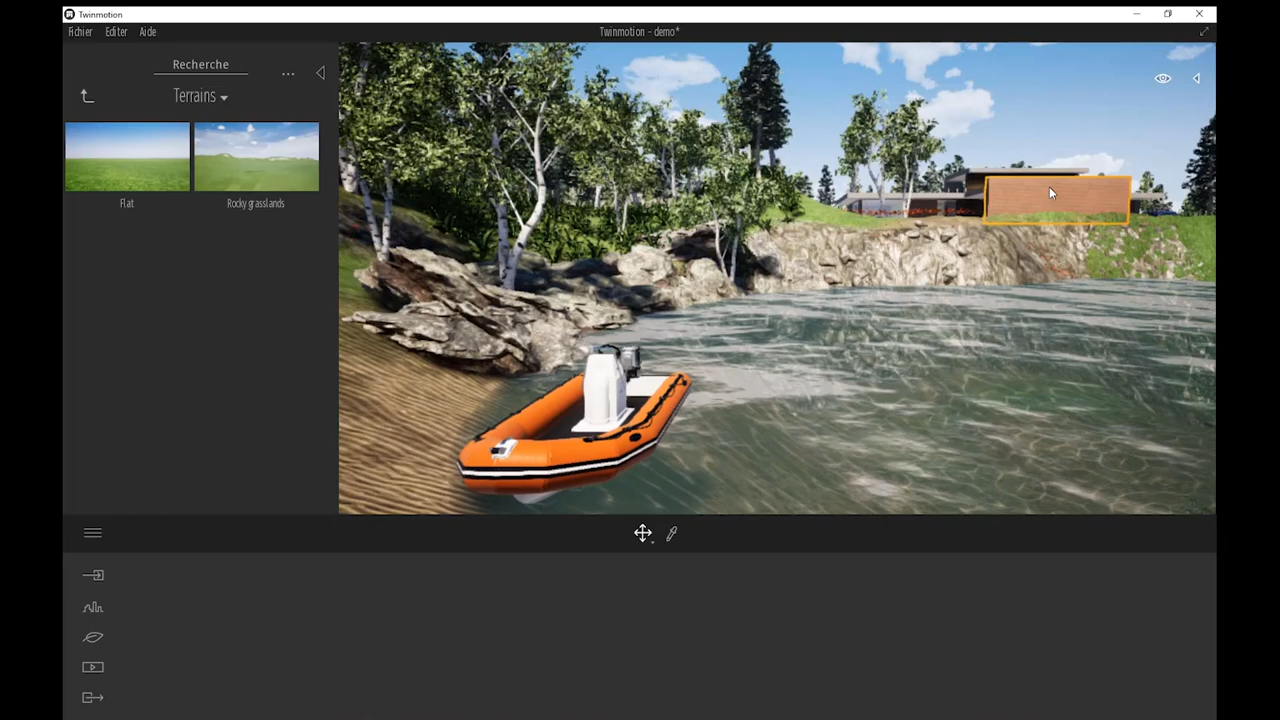 Twinmotion
Fichier Editer Aide
Twinmotion - demo*
Recherche
...
Terrains
Flat
Rocky grasslands